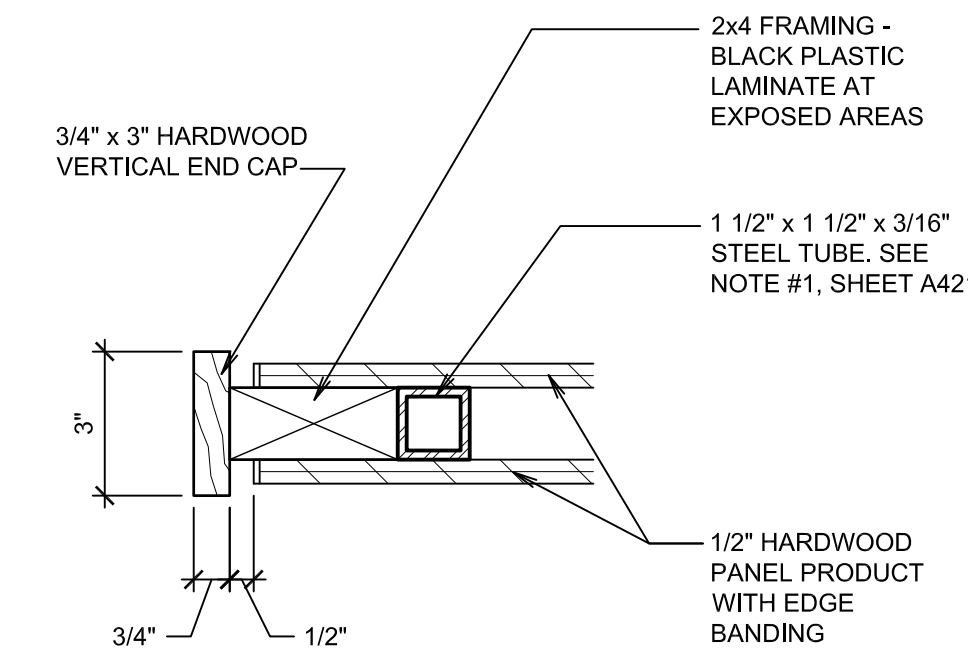 2x4 FRAMING -
BLACK PLASTIC
LAMINATE AT
EXPOSED AREAS
3/4" x 3" HARDWOOD
VERTICAL END CAP
1 1/2" x 1 1/2" x 3/16"
STEEL TUBE. SEE
NOTE #1, SHEET
3"
1/2" HARDWOOD
PANEL PRODUCT
WITH EDGE
BANDING
3/4"
1/2"